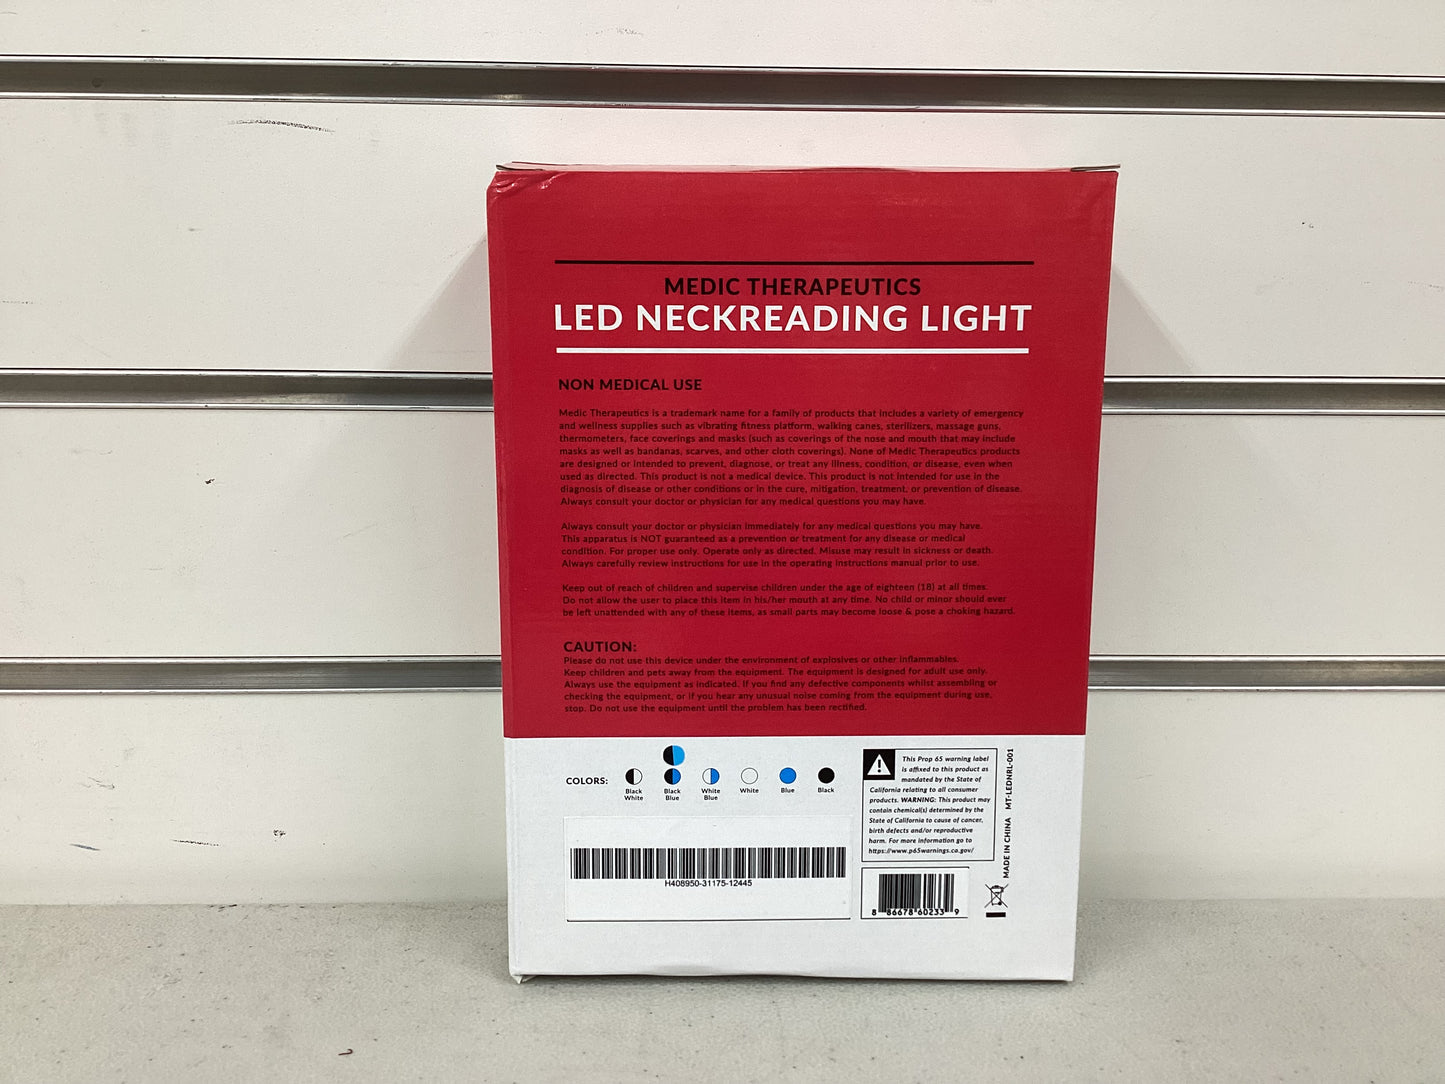 MEDIC THERAPEUTICS
LED NECKREADING LIGHT
NON MEDICAL USE
Medic Therapeutics is a trademark name for a family of products that includes a variety of emergency
and wellness supplies such as vibrating fitness platform, walking canes, sterilizers, massage guns,
thermometers, face coverings and masks (such as coverings of the nose and mouth that may include
masks as well as bandanas, scarves, and other cloth coverings). None of Medic Therapeutics products
are designed or intended to prevent, diagnose, or treat any illness, condition, or disease, even when
used as directed. This product is not a medical device. This product is not intended for use in the
diagnosis of disease or other conditions or in the cure, mitigation, treatment, or prevention of disease.
Always consult your doctor or physician for any medical questions you may have.
Always consult your doctor or physician immediately for any medical questions you may have.
This apparatus is NOT guaranteed as a prevention or treatment for any disease or medical
condition. For proper use only. Operate only as directed. Misuse may result in sickness or death.
Always carefully review instructions for use in the operating instructions manual prior to use.
Keep out of reach of children and supervise children under the age of eighteen (18) at all times.
Do not allow the user to place this item in his/her mouth at any time. No child or minor should ever
be left unattended with any of these items, as small parts may become loose & pose a choking hazard.
CAUTION:
Please do not use this device under the environment of explosives or other inflammables.
Keep children and pets away from the equipment. The equipment is designed for adult use only.
Always use the equipment as indicated. If you find any defective components whilst assembling or
checking the equipment, or if you hear any unusual noise coming from the equipment during use,
stop. Do not use the equipment until the problem has been rectified.
COLORS:
Black
White
Black
Blue
White
Blue
White
Blue
Black
H408950-31175-12445
This Prop 65 warning label
is affixed to this product as
mandated by the State of
California relating to all consumer
products. WARNING: This product may
contain chemical(s) determined by the
State of California to cause of cancer,
birth defects and/or reproductive
harm. For more information go to
https://www.p65warnings.ca.gov/
MADE IN CHINA MT-LEDNRL-001
8 86678 60233 9